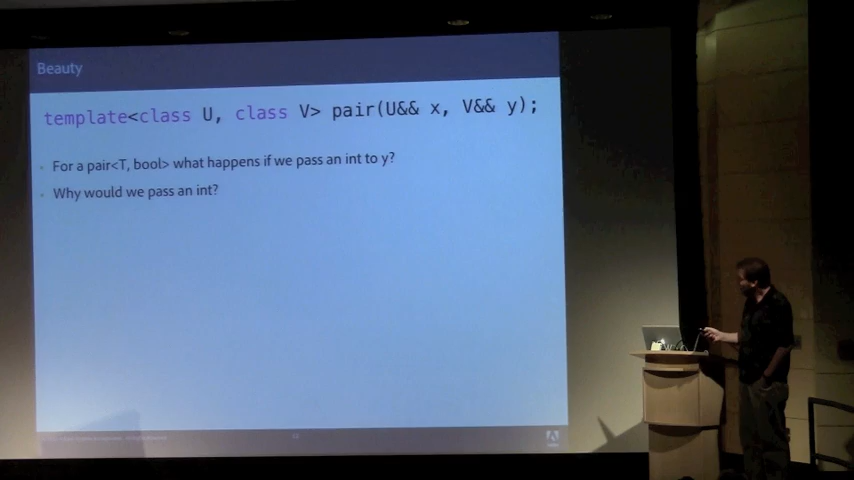 Beauty
template<class U, class V> pair(U&& x, V&& y);
For a pair<T, bool> what happens if we pass an int to y?
Why would we pass an int?